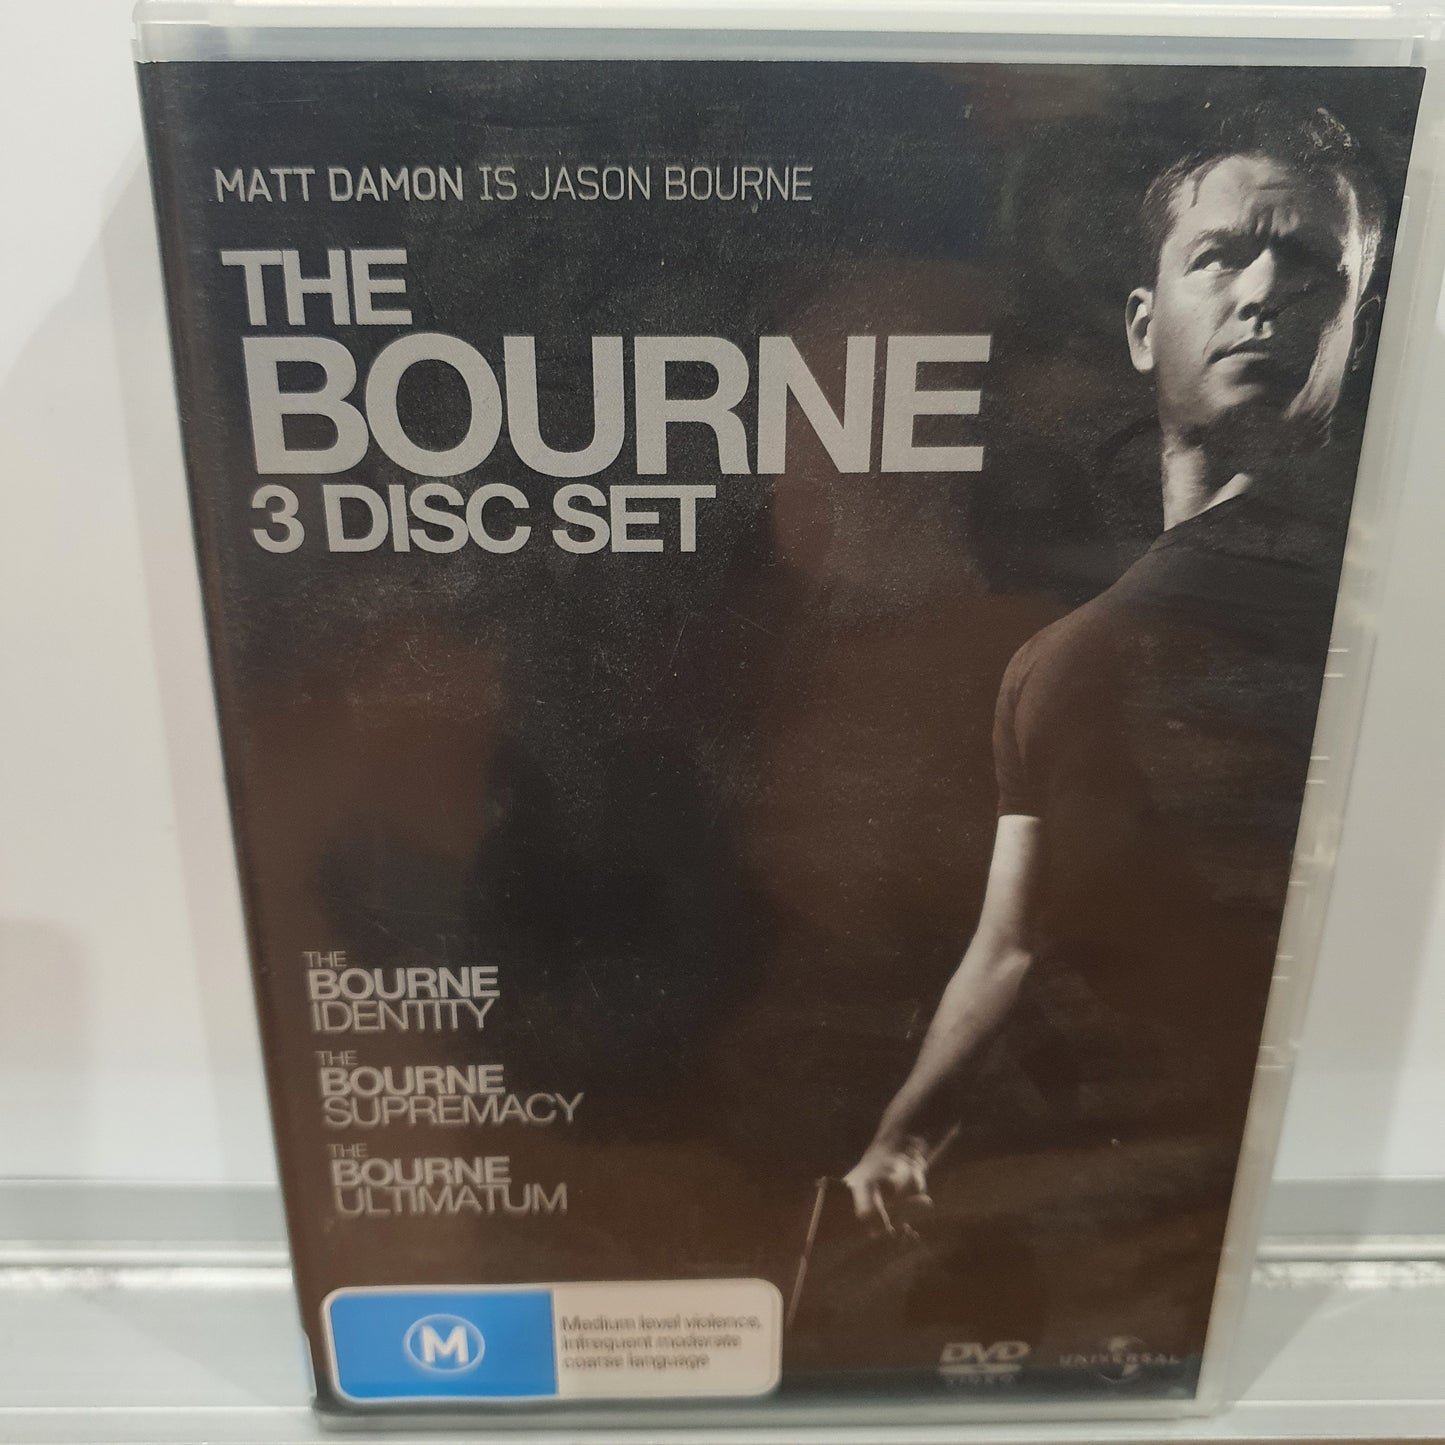 MATT DAMON IS JASON BOURNE
THE
BOURNE
3 DISC SET
THE
BOURNE
IDENTITY
THE
BOURNE
SUPREMACY
THE
BOURNE
ULTIMATUM
M
Medium level violence,
infrequent moderate
coarse language
DVD
VIDEO
UNIVERSAL